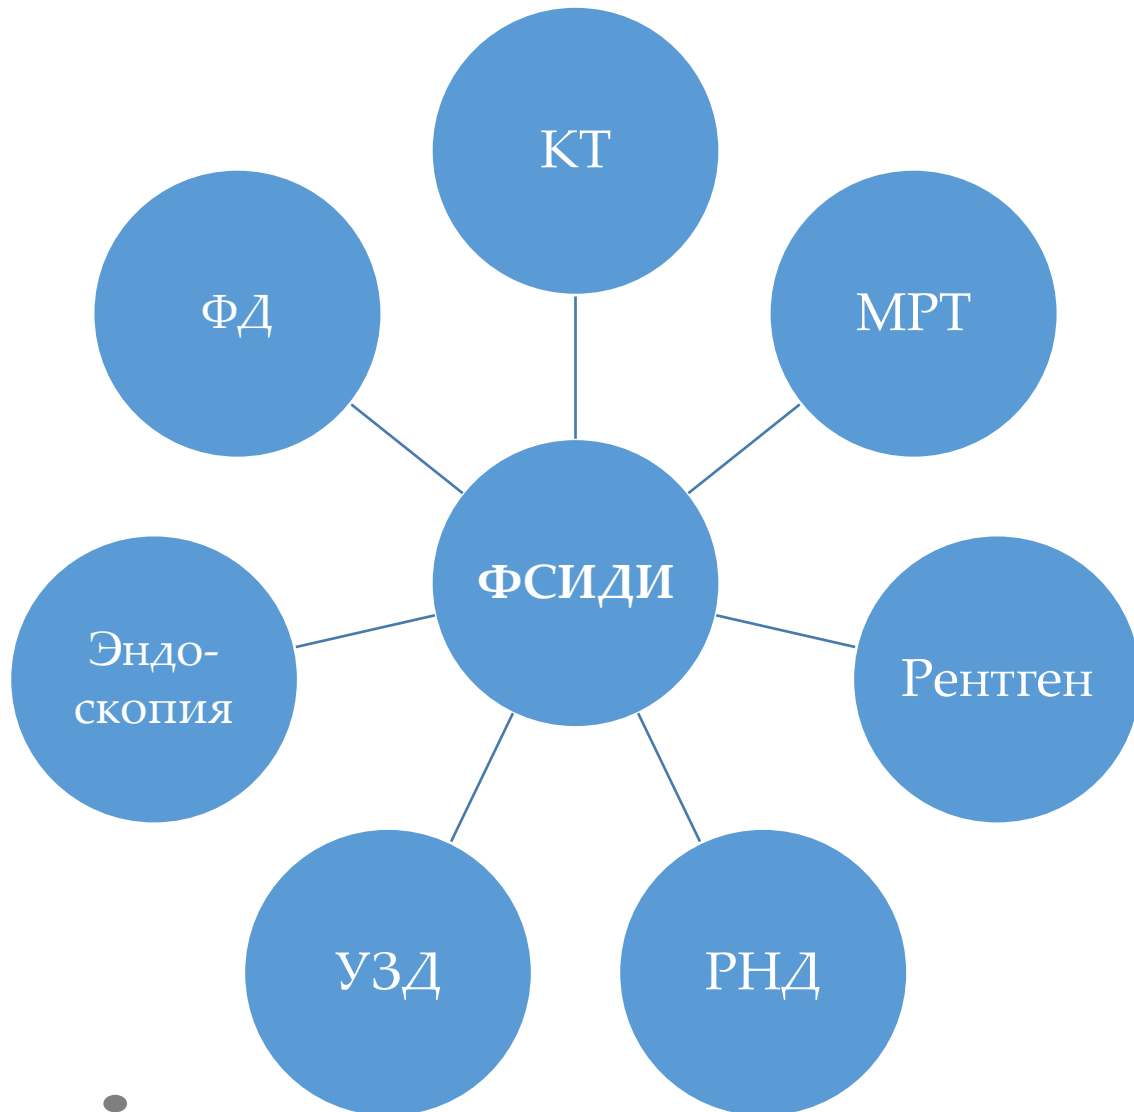 КТ
ФД
МРТ
ФСИДИ
Эндо-
скопия
Рентген
УЗД
РНД